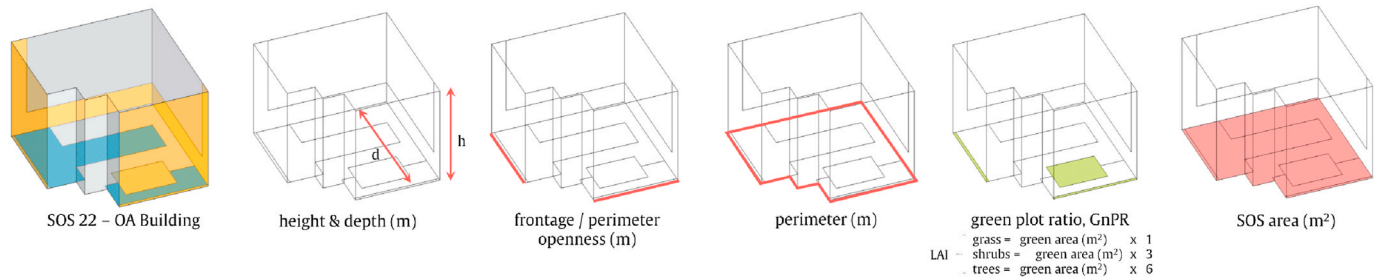 d
h
SOS 22 – OA Building
height & depth (m)
frontage / perimeter
openness (m)
perimeter (m)
green plot ratio, GnPR
grass = green area (m²) x 1
LAI shrubs = green area (m²) x 3
trees = green area (m²) x 6
SOS area (m²)